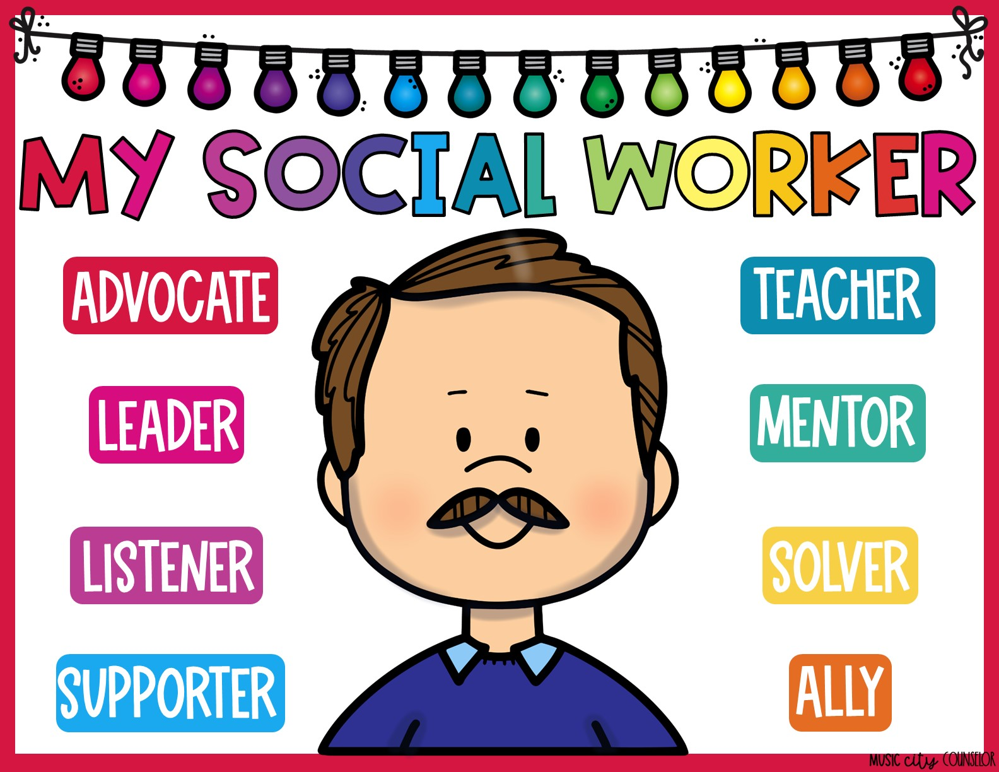 MY SOCIAL WORKER
ADVOCATE
LEADER
LISTENER
SUPPORTER
TEACHER
MENTOR
SOLVER
ALLY
MUSIC city COUNSELOR